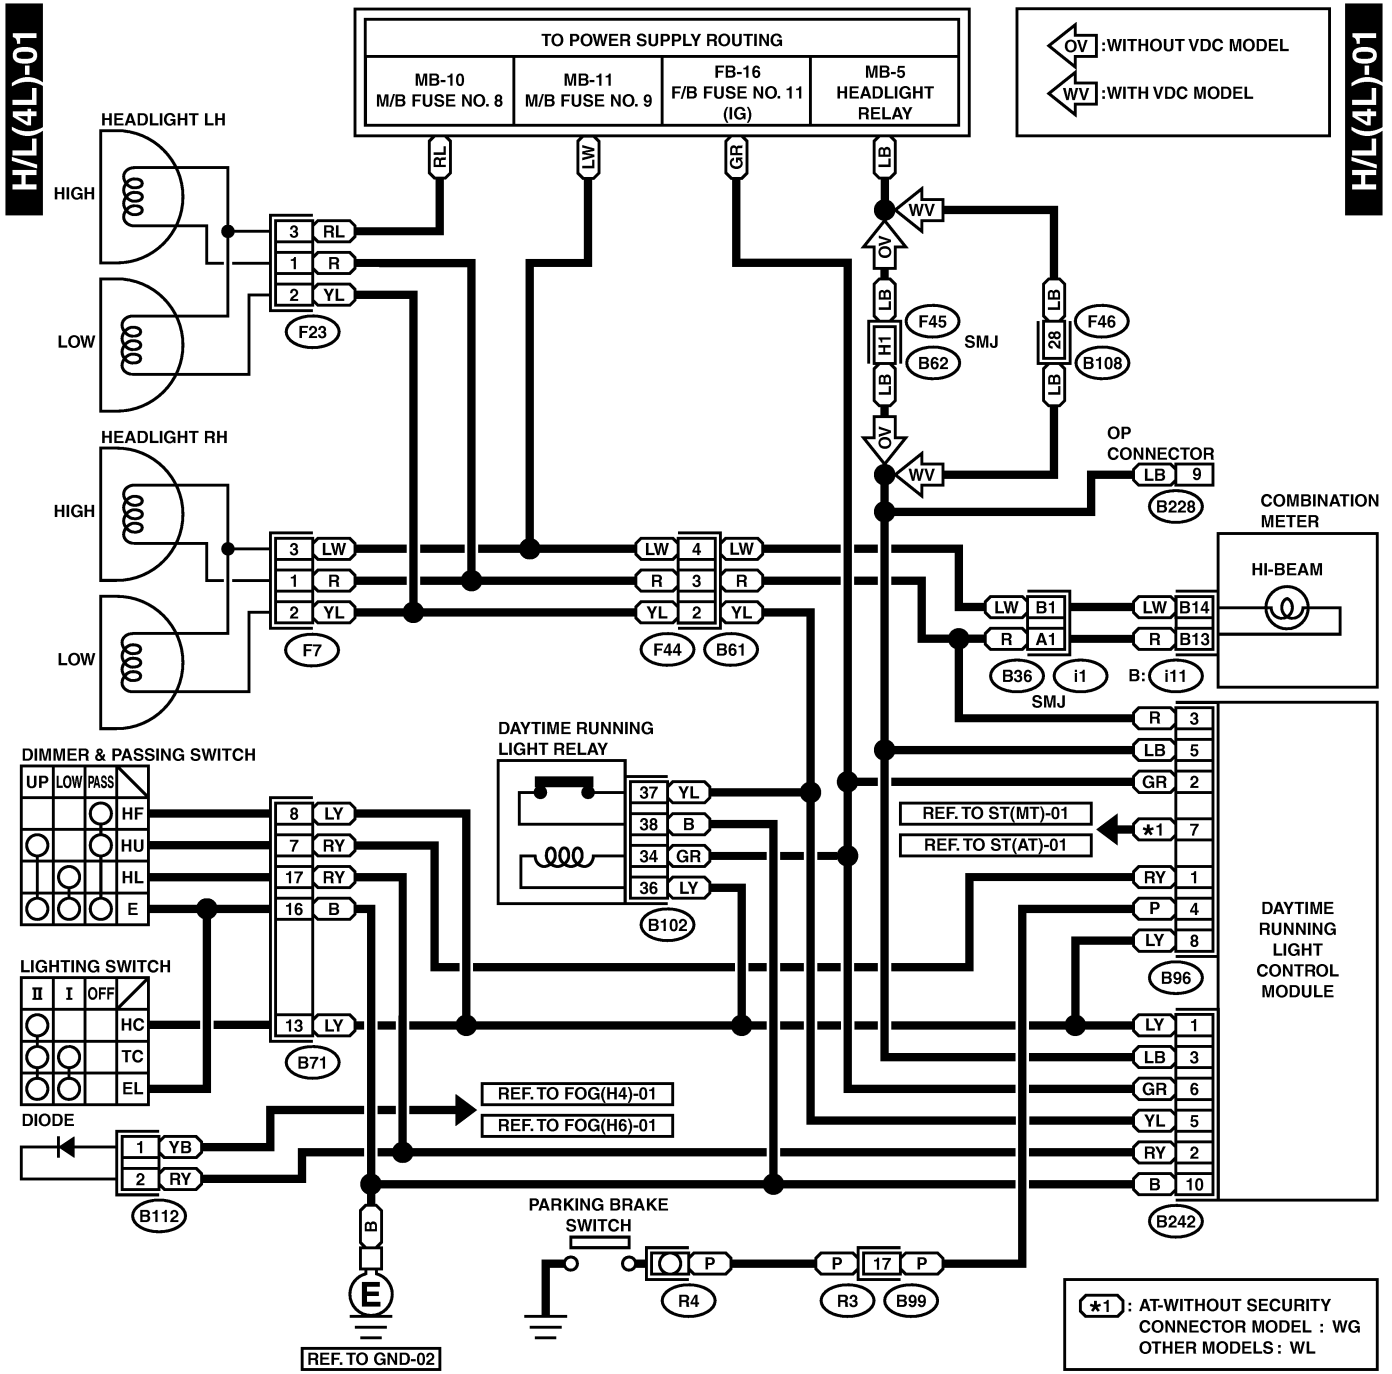 H/L(4L)-01
H/L(4L)-01
TO POWER SUPPLY ROUTING
MB-10
M/B FUSE NO. 8
MB-11
M/B FUSE NO. 9
FB-16
F/B FUSE NO. 11
(IG)
MB-5
HEADLIGHT
RELAY
OV :WITHOUT VDC MODEL
WV :WITH VDC MODEL
RL
LW
GR
LB
HEADLIGHT LH
HIGH
LOW
3 RL
1 R
2 YL
F23
WV
OV
LB
H1
LB
OV
WV
F45
B62
SMJ
LB
28
LB
F46
B108
OP
CONNECTOR
LB 9
B228
HEADLIGHT RH
HIGH
LOW
3 LW
1 R
2 YL
F7
LW 4 LW
R 3 R
YL 2 YL
F44 B61
COMBINATION
METER
HI-BEAM
LW B1 LW B14
R A1 R B13
B36 i1 B: i11
SMJ
DIMMER & PASSING SWITCH
UP LOW PASS
HF
HU
HL
E
8 LY
7 RY
17 RY
16 B
13 LY
B71
LIGHTING SWITCH
II I OFF
HC
TC
EL
DIODE
1 YB
2 RY
B112
DAYTIME RUNNING
LIGHT RELAY
37 YL
38 B
34 GR
36 LY
B102
R 3
LB 5
GR 2
*1 7
RY 1
P 4
LY 8
B96
REF. TO ST(MT)-01
REF. TO ST(AT)-01
DAYTIME
RUNNING
LIGHT
CONTROL
MODULE
LY 1
LB 3
GR 6
YL 5
RY 2
B 10
B242
REF. TO FOG(H4)-01
REF. TO FOG(H6)-01
B
E
REF. TO GND-02
PARKING BRAKE
SWITCH
P
R4
P 17 P
R3 B99
*1 : AT-WITHOUT SECURITY
CONNECTOR MODEL : WG
OTHER MODELS : WL